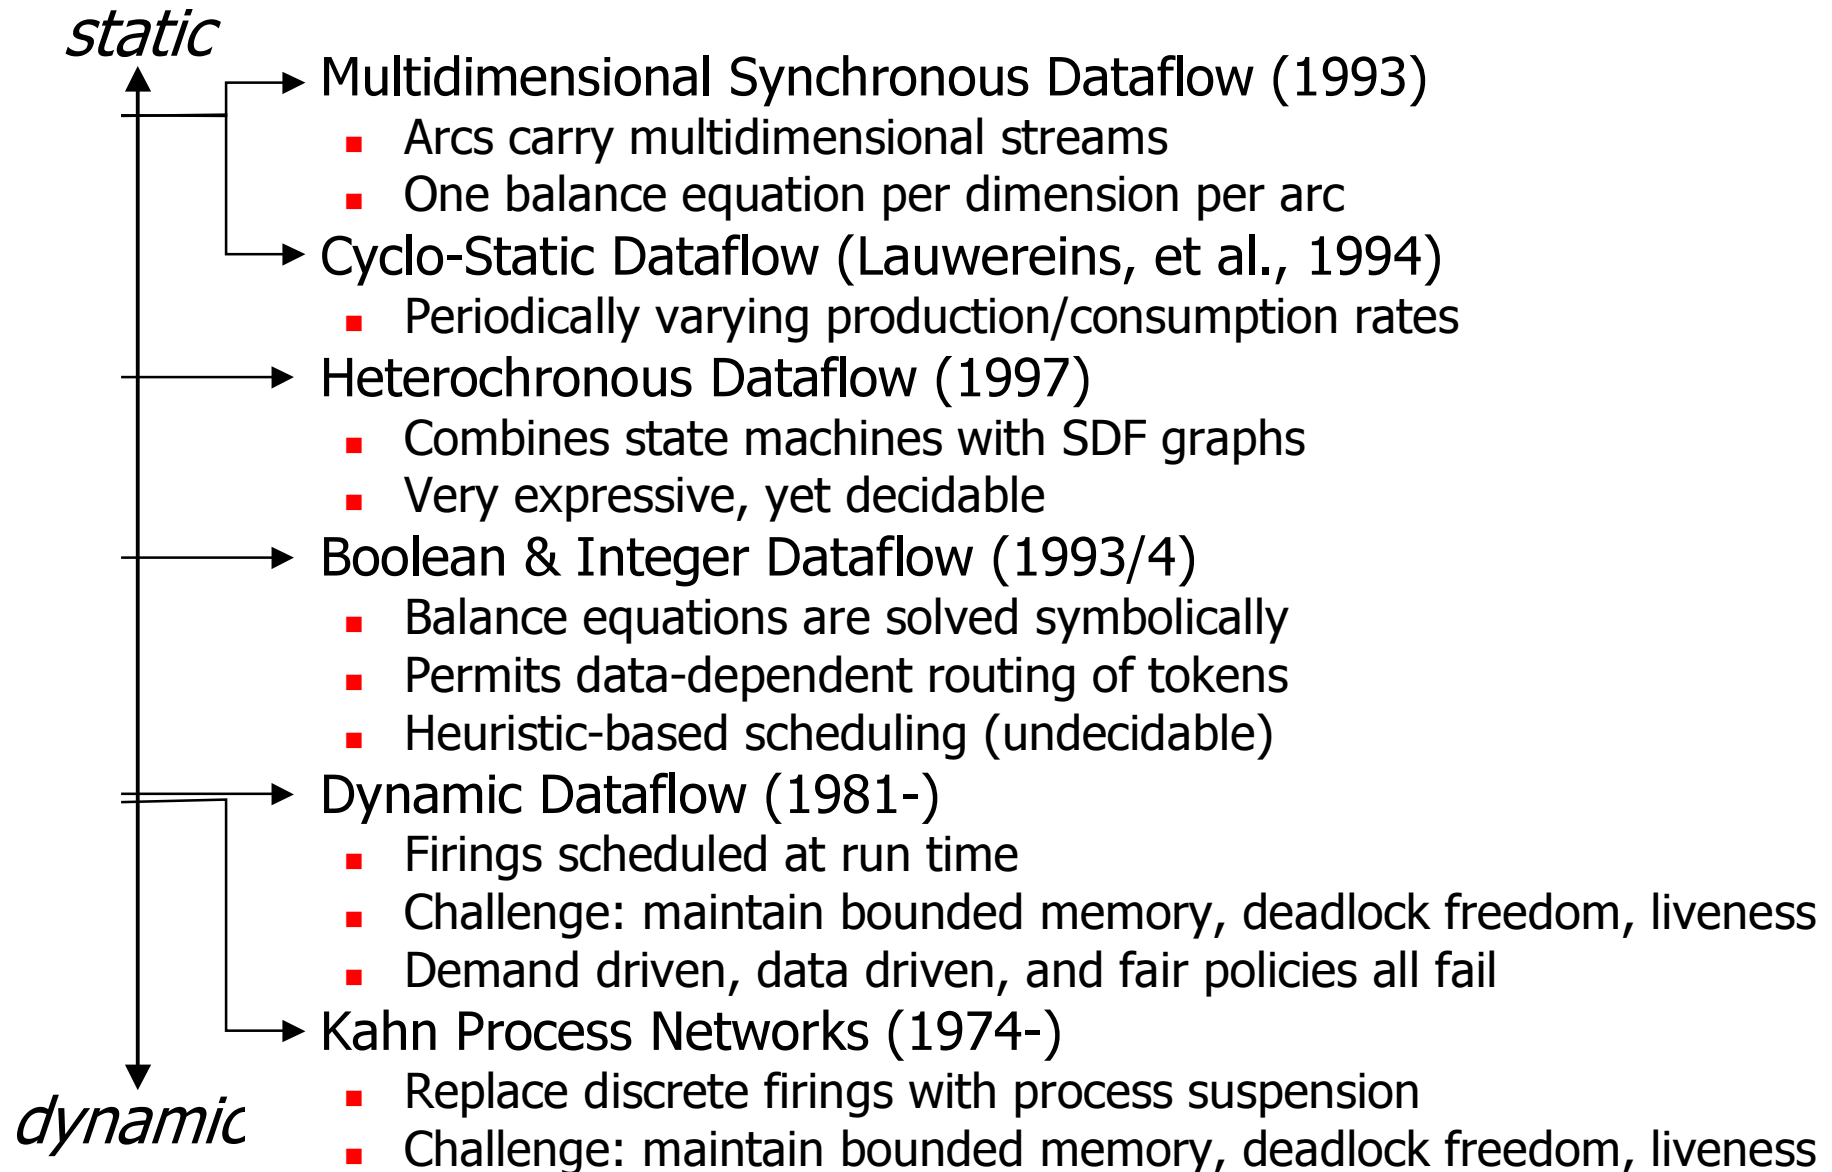 static
Multidimensional Synchronous Dataflow (1993)
Arcs carry multidimensional streams
One balance equation per dimension per arc
Cyclo-Static Dataflow (Lauwereins, et al., 1994)
Periodically varying production/consumption rates
Heterochronous Dataflow (1997)
Combines state machines with SDF graphs
Very expressive, yet decidable
Boolean & Integer Dataflow (1993/4)
Balance equations are solved symbolically
Permits data-dependent routing of tokens
Heuristic-based scheduling (undecidable)
Dynamic Dataflow (1981-)
Firings scheduled at run time
Challenge: maintain bounded memory, deadlock freedom, liveness
Demand driven, data driven, and fair policies all fail
Kahn Process Networks (1974-)
Replace discrete firings with process suspension
Challenge: maintain bounded memory, deadlock freedom, liveness
dynamic